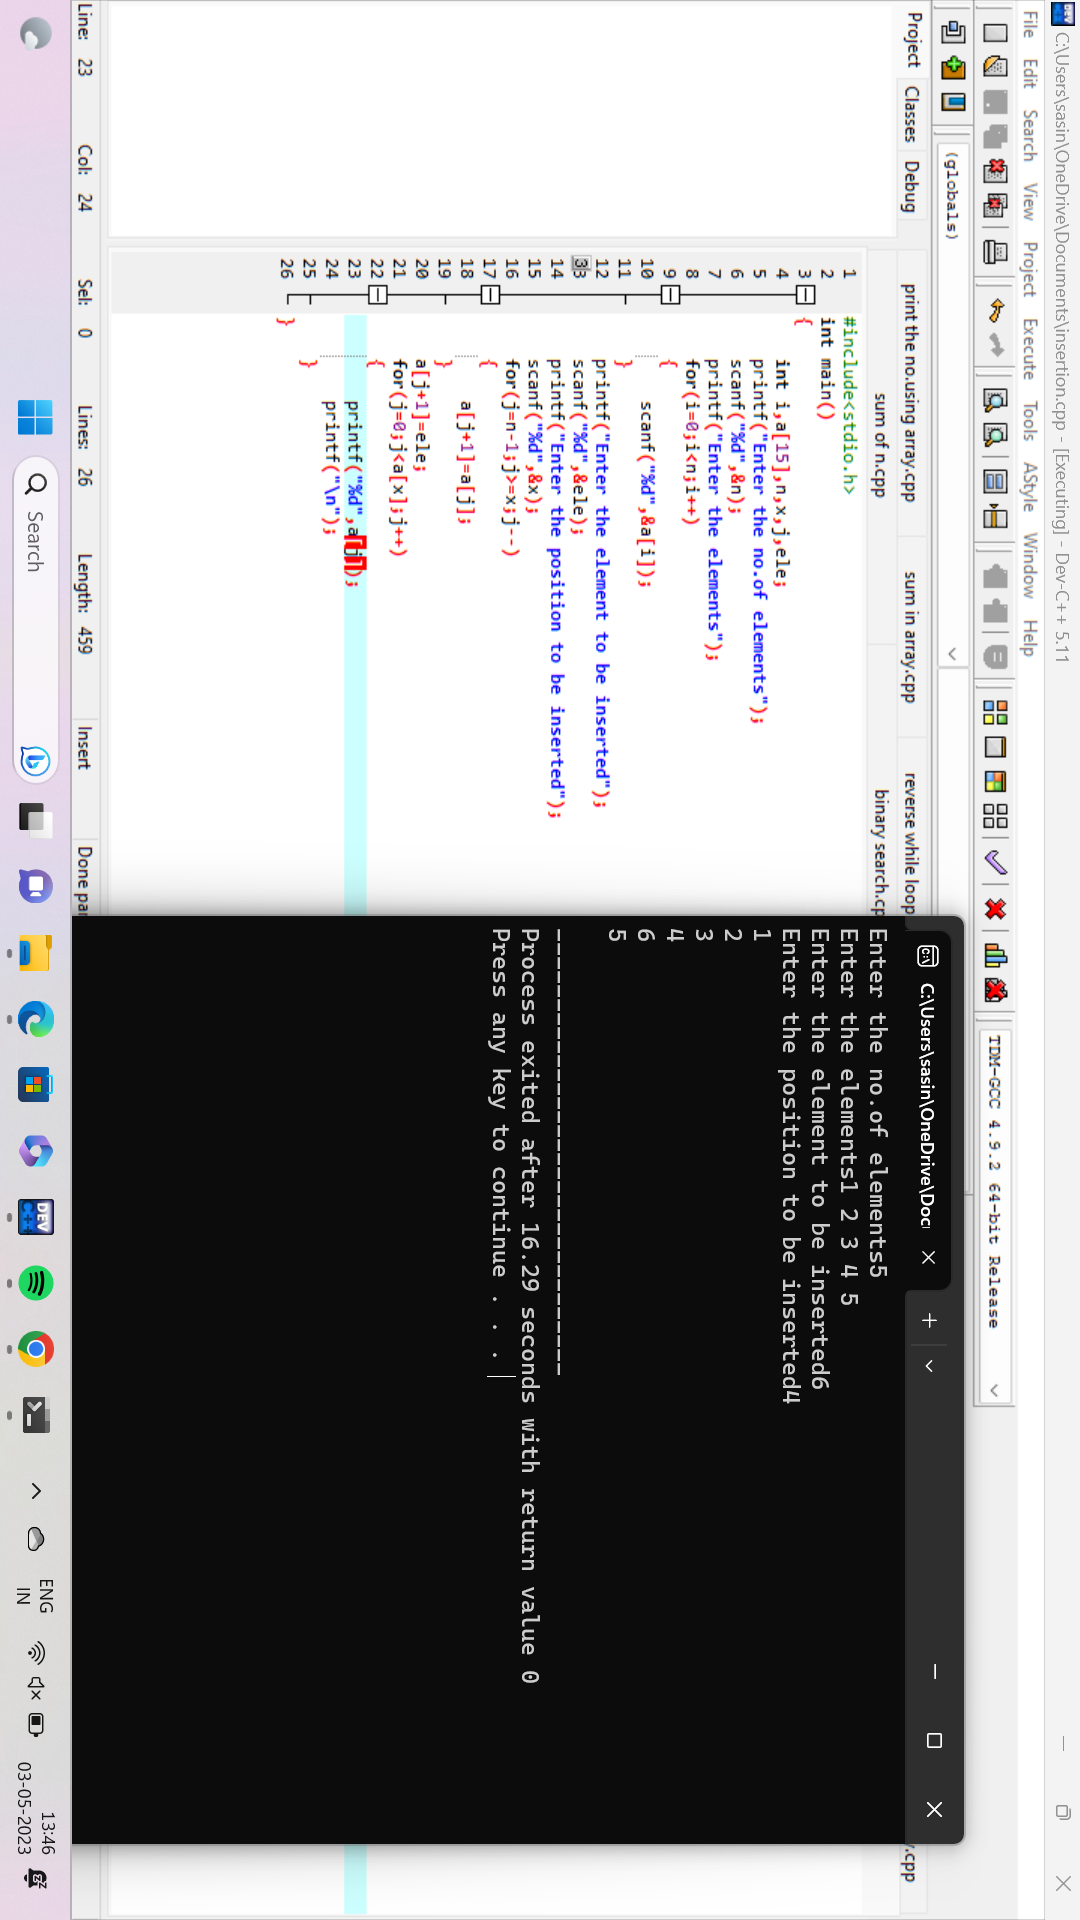 C:\Users\sasin\OneDrive\Documents\insertion.cpp - [Executing] - Dev-C++ 5.11
File Edit Search View Project Execute Tools AStyle Window Help
TDM-GCC 4.9.2 64-bit Release
(globals)
Project Classes Debug
print the no.using array.cpp sum in array.cpp reverse while loop
.cpp
sum of n.cpp binary search.cp
1 #include<stdio.h>
2 int main()
3 {
4 int i,a[15],n,x,j,ele;
5 printf("Enter the no.of elements");
6 scanf("%d",&n);
7 printf("Enter the elements");
8 for(i=0;i<n;i++)
9 {
10 scanf("%d",&a[i]);
11 }
12 printf("Enter the element to be inserted");
13 scanf("%d",&ele);
14 printf("Enter the position to be inserted");
15 scanf("%d",&x);
16 for(j=n-1;j>=x;j--)
17 {
18 a[j+1]=a[j];
19 }
20 a[j+1]=ele;
21 for(j=0;j<a[x];j++)
22 {
23 printf("%d",a[j]);
24 printf("\n");
25 }
26 }
C:\Users\sasin\OneDrive\Doc
Enter the no.of elements5
Enter the elements1 2 3 4 5
Enter the element to be inserted6
Enter the position to be inserted4
1
2
3
4
6
5
--------------------------------
Process exited after 16.29 seconds with return value 0
Press any key to continue . . .
Line: 23 Col: 24 Sel: 0 Lines: 26 Length: 459 Insert Done par
Search
DEV
ENG
IN
13:46
03-05-2023